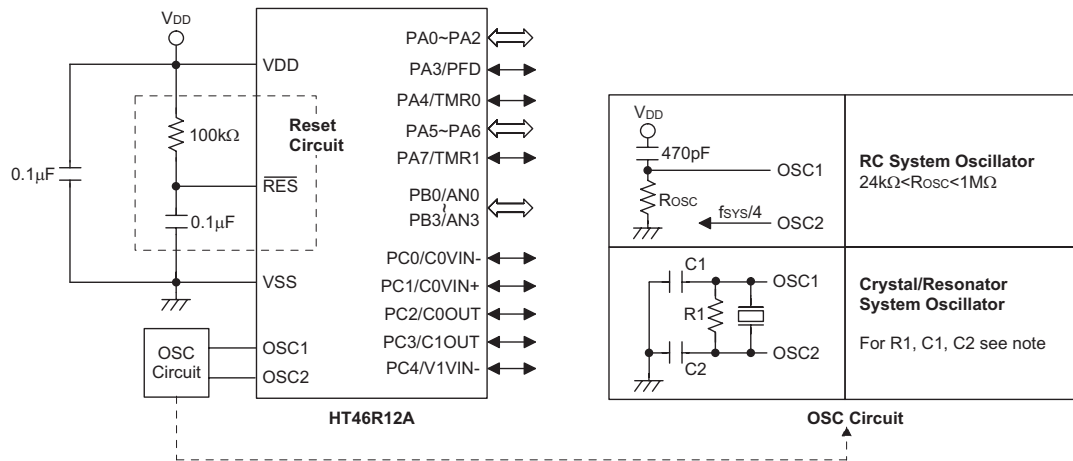 VDD
VDD
100kΩ
Reset
Circuit
0.1μF
RES
0.1μF
VSS
OSC
Circuit
OSC1
OSC2
PA0~PA2
PA3/PFD
PA4/TMR0
PA5~PA6
PA7/TMR1
PB0/AN0
~
PB3/AN3
PC0/C0VIN-
PC1/C0VIN+
PC2/C0OUT
PC3/C1OUT
PC4/V1VIN-
HT46R12A
VDD
470pF
OSC1
ROSC
fSYS/4
OSC2
RC System Oscillator
24kΩ<ROSC<1MΩ
C1
OSC1
R1
OSC2
C2
Crystal/Resonator
System Oscillator
For R1, C1, C2 see note
OSC Circuit